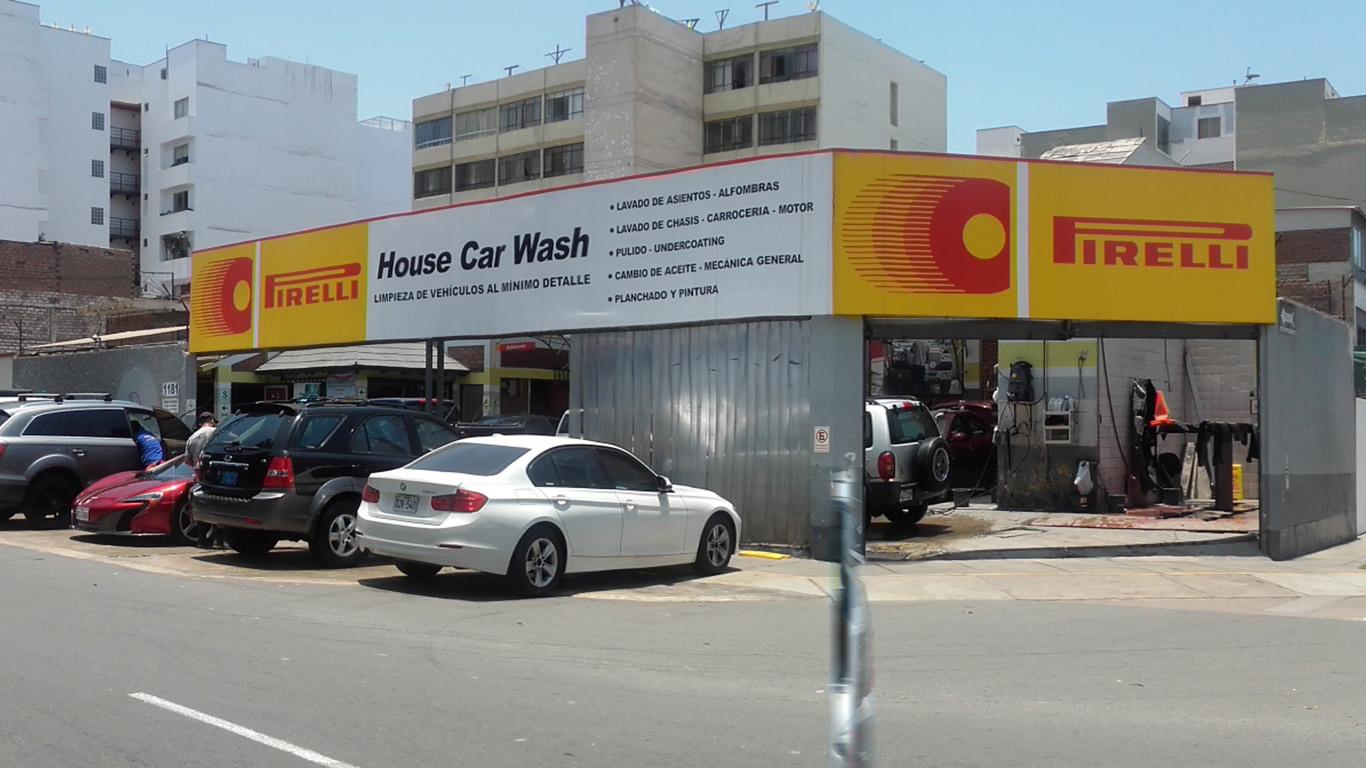 PIRELLI
House Car Wash
LIMPIEZA DE VEHÍCULOS AL MÍNIMO DETALLE
• LAVADO DE ASIENTOS - ALFOMBRAS
• LAVADO DE CHASIS - CARROCERIA - MOTOR
• PULIDO - UNDERCOATING
• CAMBIO DE ACEITE - MECÁNICA GENERAL
• PLANCHADO Y PINTURA
PIRELLI
1181
S